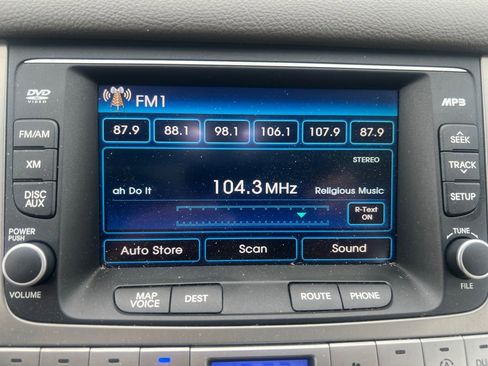 DVD
VIDEO
MP3
FM1
FM/AM
87.9 88.1 98.1 106.1 107.9 87.9
SEEK
XM
STEREO
TRACK
ah Do It 104.3 MHz Religious Music
DISC
AUX
SETUP
R-Text
ON
POWER
PUSH
TUNE
Auto Store Scan Sound
VOLUME
FILE
MAP
VOICE
DEST
ROUTE
PHONE